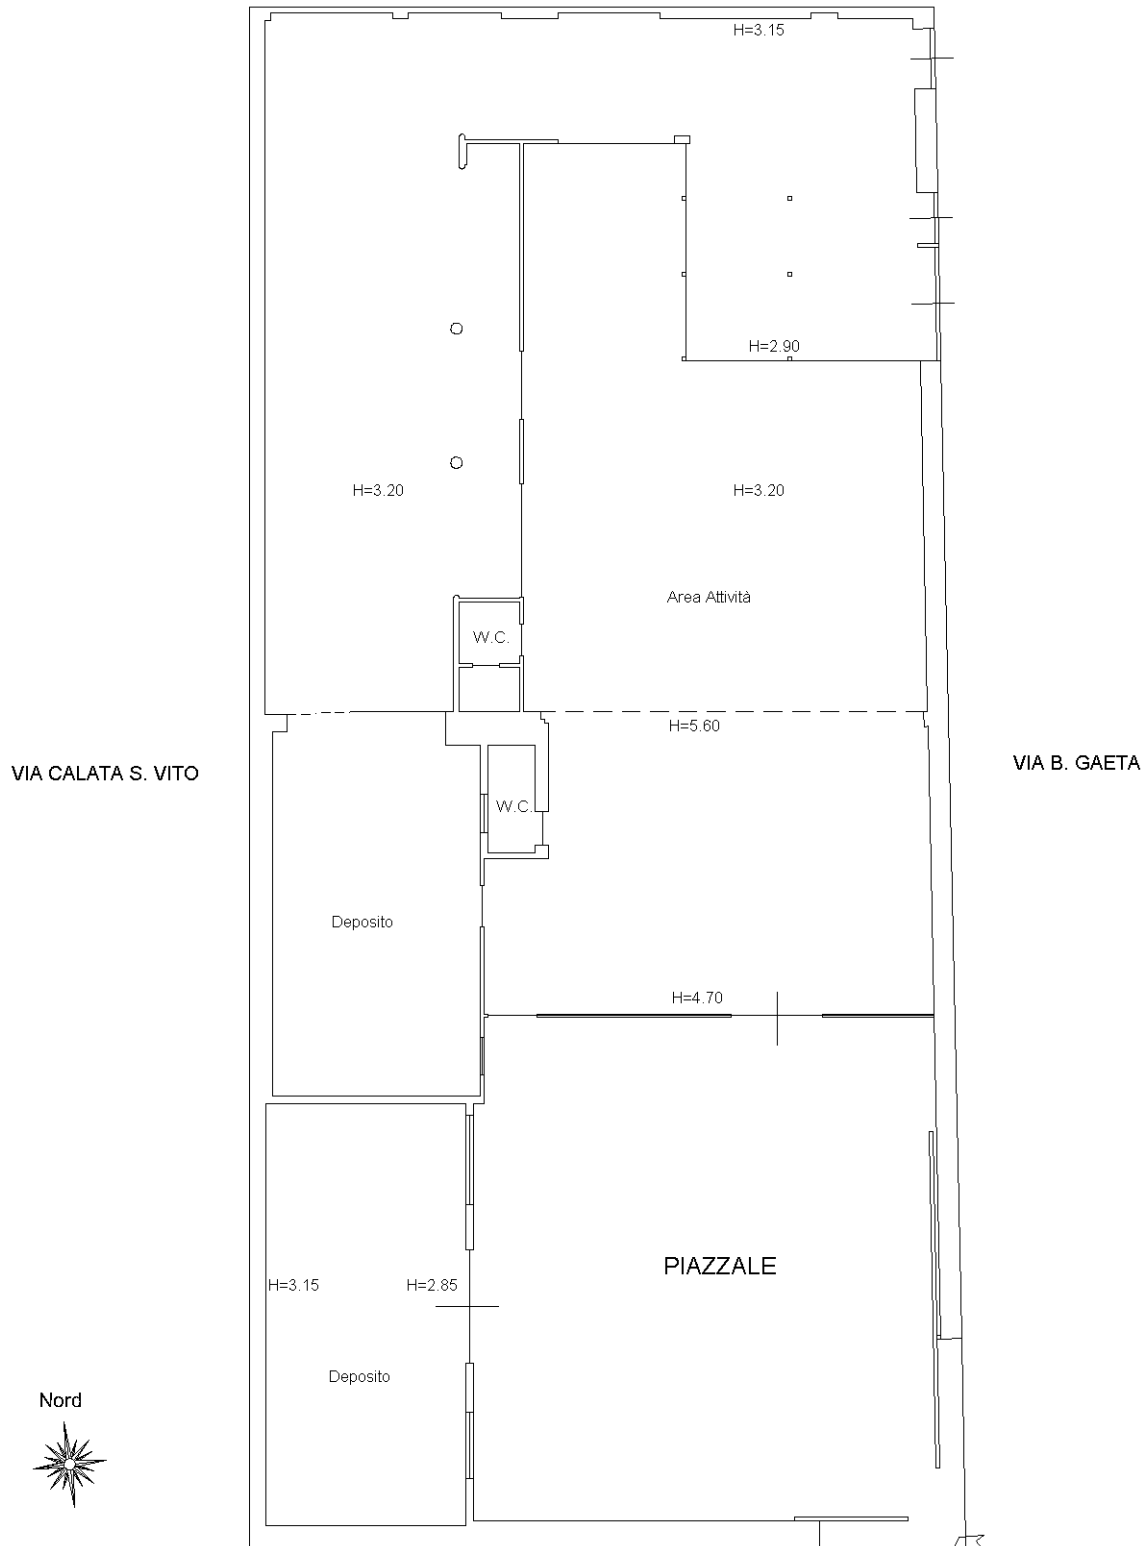 H=3.15
H=2.90
H=3.20
H=3.20
Area Attività
W.C.
H=5.60
VIA CALATA S. VITO
VIA B. GAETA
W.C.
Deposito
H=4.70
PIAZZALE
H=3.15
H=2.85
Deposito
Nord